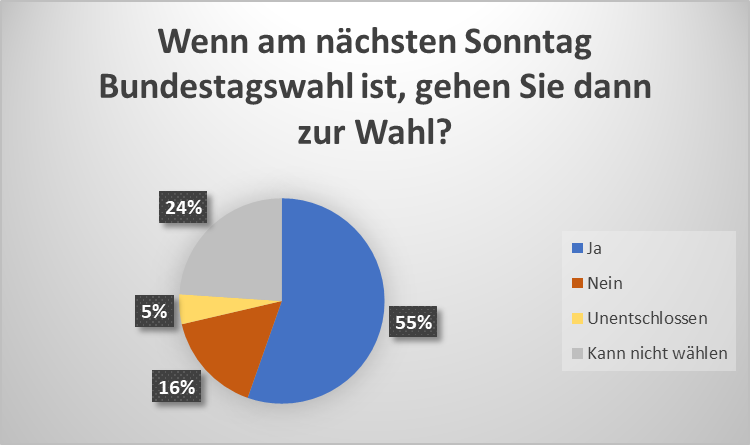 Wenn am nächsten Sonntag
Bundestagswahl ist, gehen Sie dann
zur Wahl?
24%
5%
55%
16%
Ja
Nein
Unentschlossen
Kann nicht wählen